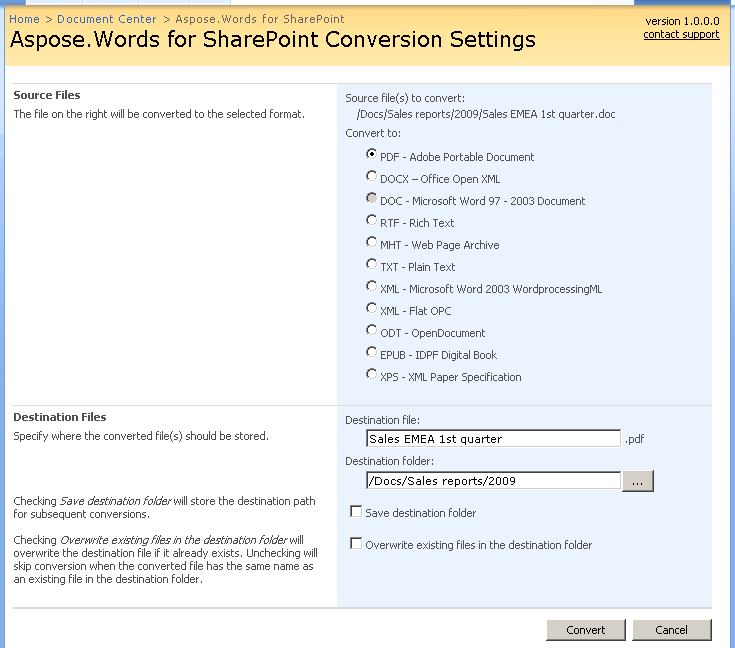 Home > Document Center > Aspose.Words for SharePoint
version 1.0.0.0
Aspose.Words for SharePoint Conversion Settings
contact support
Source Files
The file on the right will be converted to the selected format.
Source file(s) to convert:
/Docs/Sales reports/2009/Sales EMEA 1st quarter.doc
Convert to:
PDF - Adobe Portable Document
DOCX – Office Open XML
DOC - Microsoft Word 97 - 2003 Document
RTF - Rich Text
MHT - Web Page Archive
TXT - Plain Text
XML - Microsoft Word 2003 WordprocessingML
XML - Flat OPC
ODT - OpenDocument
EPUB - IDPF Digital Book
XPS - XML Paper Specification
Destination Files
Specify where the converted file(s) should be stored.
Destination file:
Sales EMEA 1st quarter .pdf
Destination folder:
/Docs/Sales reports/2009 ...
Checking Save destination folder will store the destination path
for subsequent conversions.
Save destination folder
Checking Overwrite existing files in the destination folder will
overwrite the destination file if it already exists. Unchecking will
skip conversion when the converted file has the same name as
an existing file in the destination folder.
Overwrite existing files in the destination folder
Convert Cancel